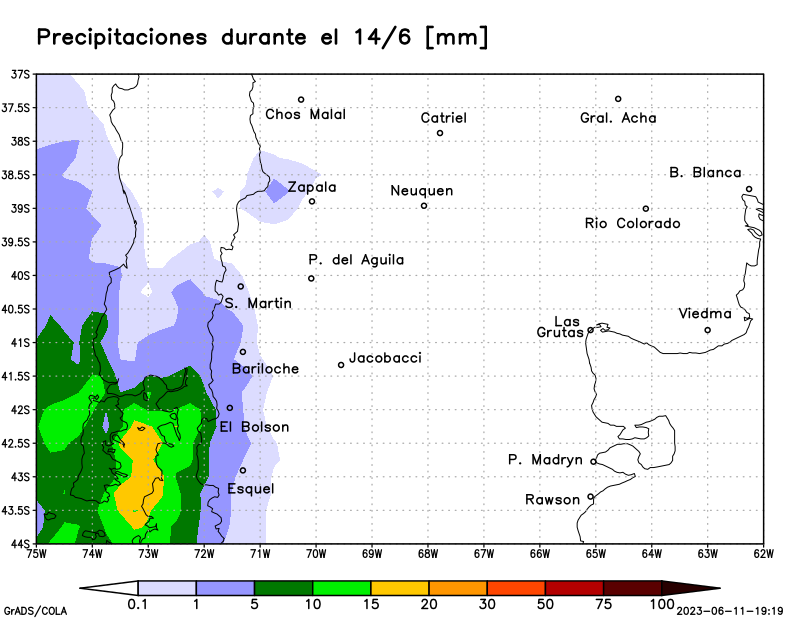 Precipitaciones durante el 14/6 [mm]
37S
37.5S
38S
38.5S
39S
39.5S
40S
40.5S
41S
41.5S
42S
42.5S
43S
43.5S
44S
Chos Malal
Catriel
Gral. Acha
B. Blanca
Zapala
Neuquen
Rio Colorado
P. del Aguila
S. Martin
Viedma
Las
Grutas
Jacobacci
Bariloche
El Bolson
P. Madryn
Esquel
Rawson
75W 74W 73W 72W 71W 70W 69W 68W 67W 66W 65W 64W 63W 62W
0.1 1 5 10 15 20 30 50 75 100
GrADS/COLA
2023-06-11-19:19